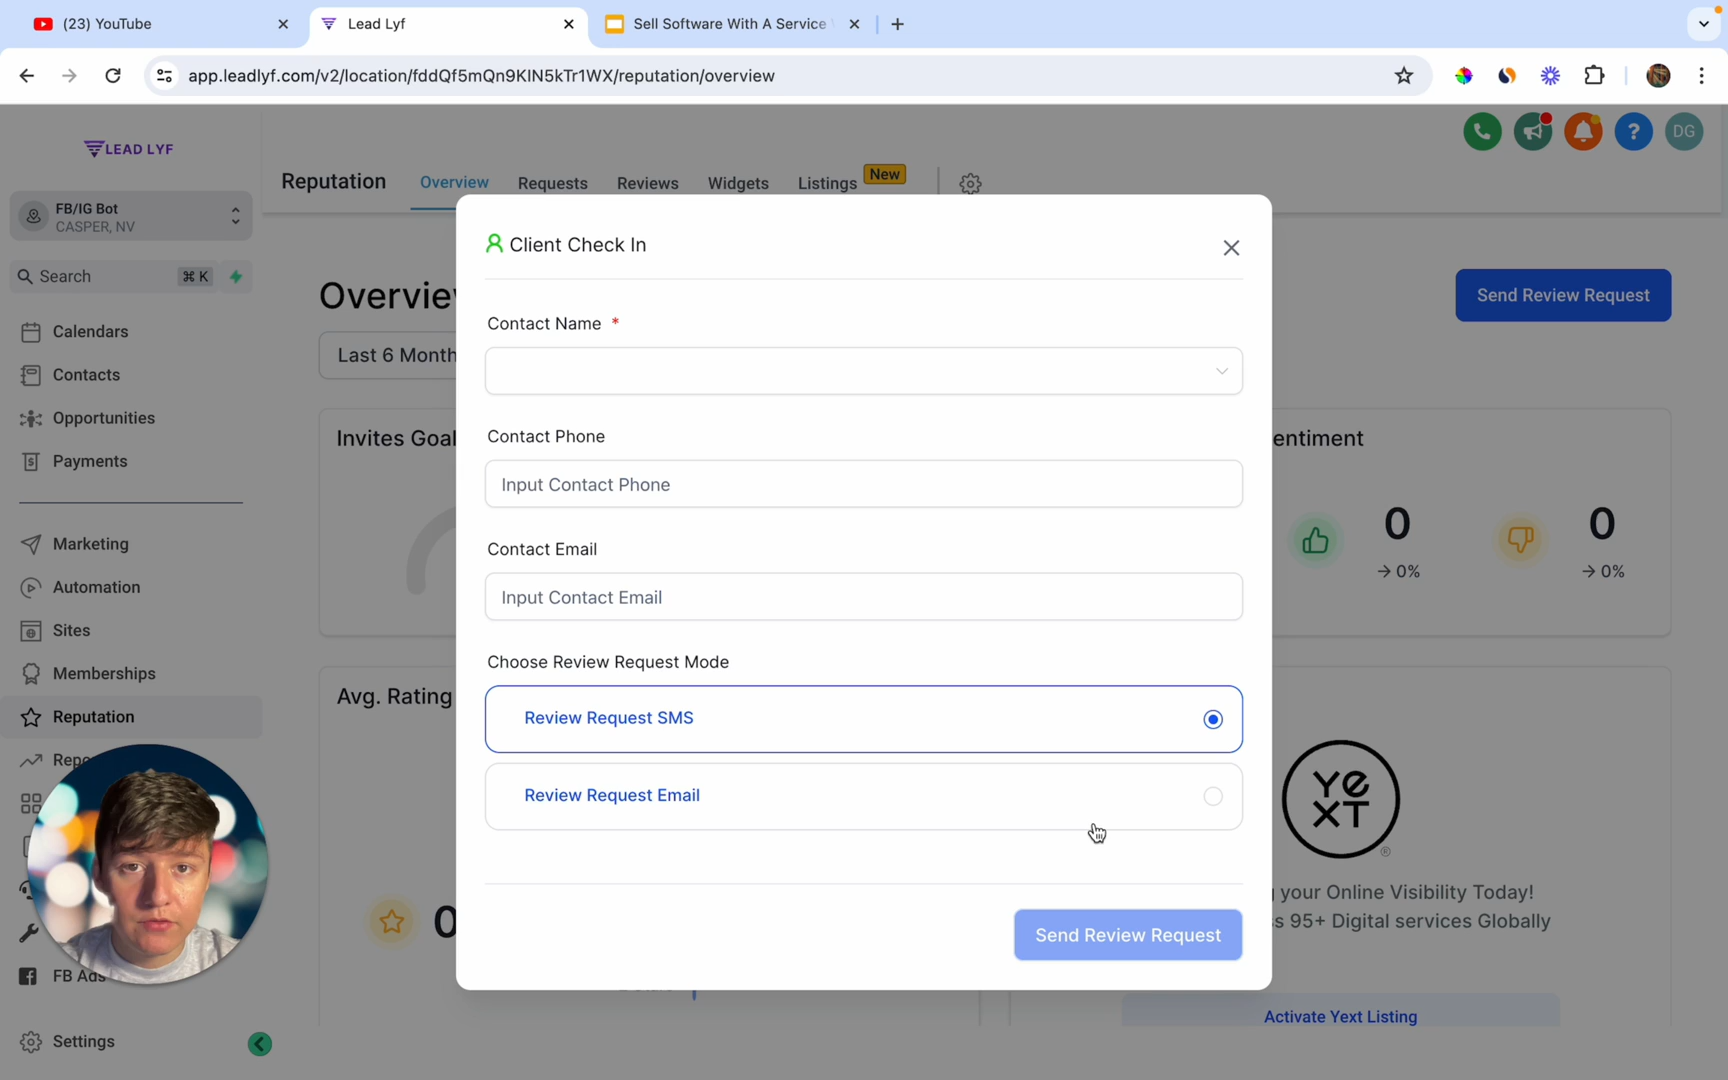 (23) YouTube
Lead Lyf
Sell Software With A Service
app.leadlyf.com/v2/location/fddQf5mQn9KIN5kTr1WX/reputation/overview
LEAD LYF
FB/IG Bot
CASPER, NV
Search
⌘ K
Calendars
Contacts
Opportunities
Payments
Marketing
Automation
Sites
Memberships
Reputation
Repo
FB Ads
Settings
Reputation
Overview
Requests
Reviews
Widgets
Listings
New
?
DG
Overview
Send Review Request
Last 6 Month
Invites Goal
entiment
0
→ 0%
0
→ 0%
Avg. Rating
0
YEXT
®
g your Online Visibility Today!
s 95+ Digital services Globally
Activate Yext Listing
Client Check In
Contact Name *
Contact Phone
Input Contact Phone
Contact Email
Input Contact Email
Choose Review Request Mode
Review Request SMS
Review Request Email
Send Review Request